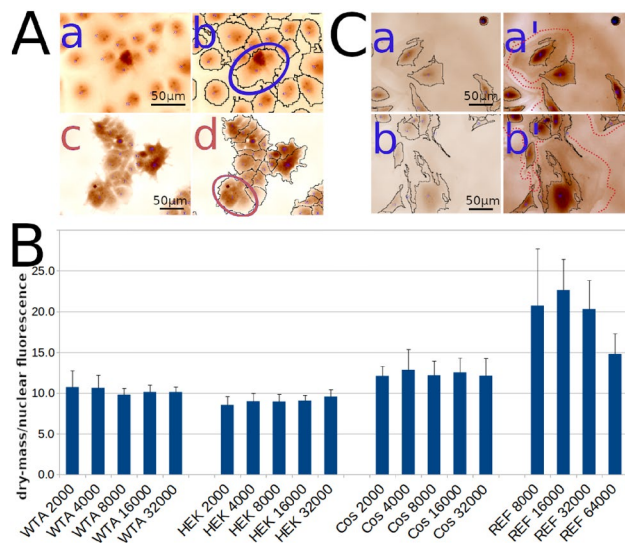 A
a
50µm
b
c
50µm
d
C
a
a'
b
50µm
b'
B
dry-mass/nuclear fluorescence
25.0
20.0
15.0
10.0
5.0
0.0
WTA 2000
WTA 4000
WTA 8000
WTA 16000
WTA 32000
HEK 2000
HEK 4000
HEK 8000
HEK 16000
HEK 32000
Cos 2000
Cos 4000
Cos 8000
Cos 16000
Cos 32000
REF 8000
REF 16000
REF 32000
REF 64000